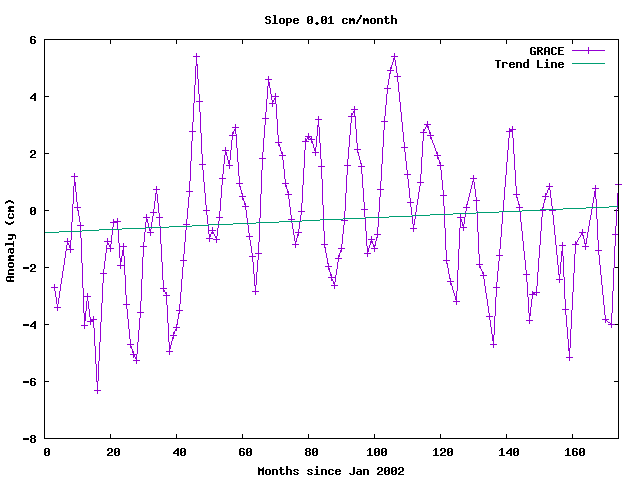 Slope 0.01 cm/month
GRACE
Trend Line
6
4
2
0
-2
-4
-6
-8
Anomaly (cm)
0 20 40 60 80 100 120 140 160
Months since Jan 2002